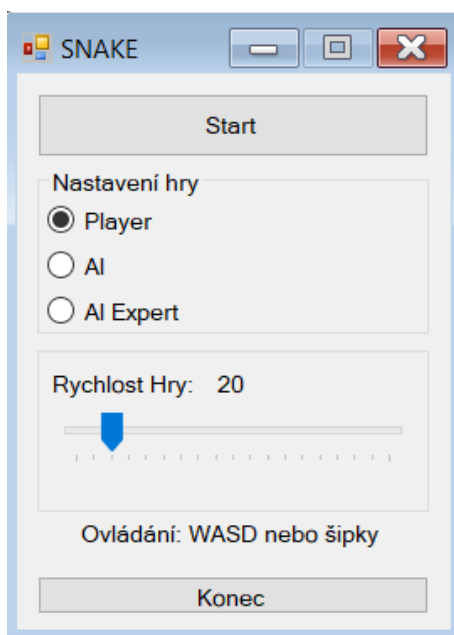 SNAKE
Start
Nastavení hry
Player
AI
AI Expert
Rychlost Hry: 20
Ovládání: WASD nebo šipky
Konec